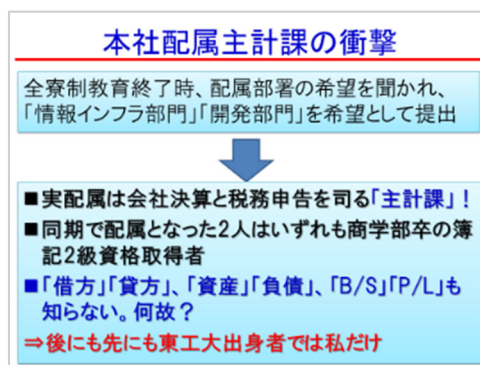 本社配属主計課の衝撃
全寮制教育終了時、配属部署の希望を聞かれ、
「情報インフラ部門」「開発部門」を希望として提出
■実配属は会社決算と税務申告を司る「主計課」！
■同期で配属となった2人はいずれも商学部卒の簿
記2級資格取得者
■「借方」「貸方」、「資産」「負債」、「B/S」「P/L」も
知らない。何故？
⇒後にも先にも東工大出身者では私だけ